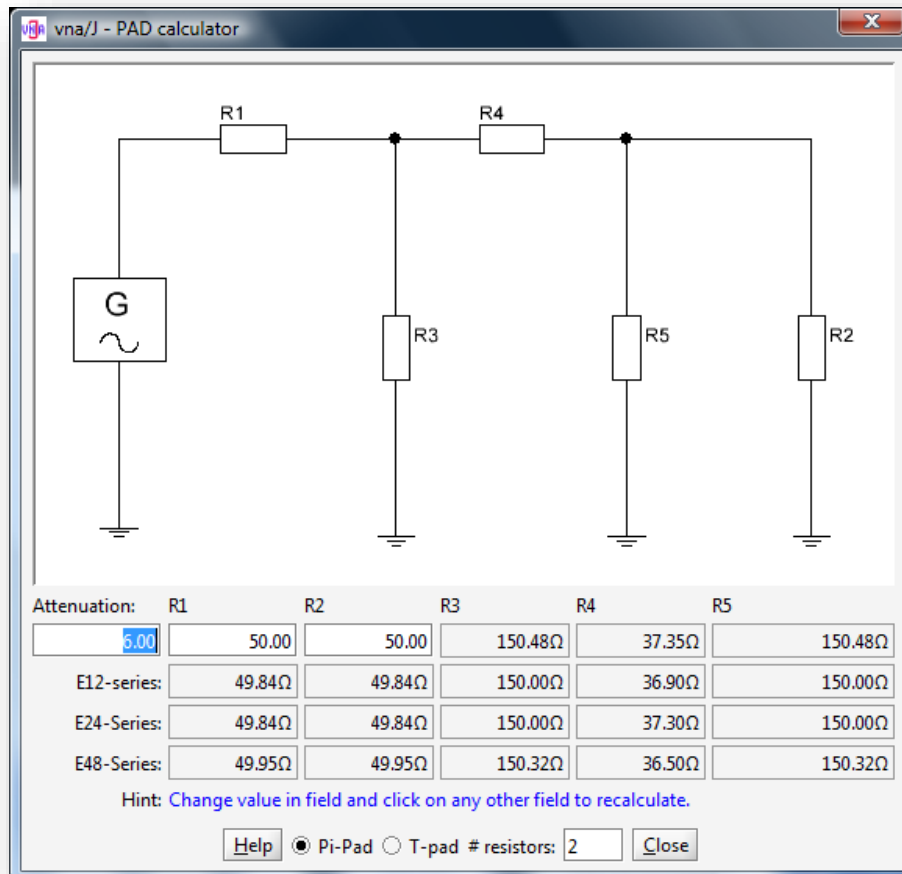 VNA vna/J - PAD calculator X
R1 R4
G
R3 R5 R2
Attenuation: R1 R2 R3 R4 R5
6.00 50.00 50.00 150.48Ω 37.35Ω 150.48Ω
E12-series: 49.84Ω 49.84Ω 150.00Ω 36.90Ω 150.00Ω
E24-Series: 49.84Ω 49.84Ω 150.00Ω 37.30Ω 150.00Ω
E48-Series: 49.95Ω 49.95Ω 150.32Ω 36.50Ω 150.32Ω
Hint: Change value in field and click on any other field to recalculate.
Help Pi-Pad T-pad # resistors: 2 Close